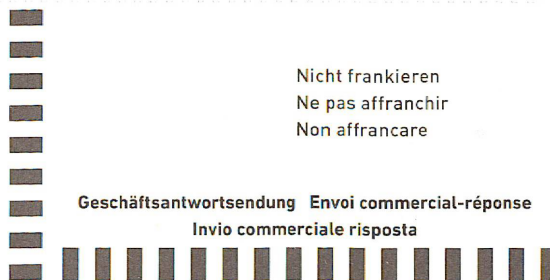 Nicht frankieren
Ne pas affranchir
Non affrancare
Geschäftsantwortsendung Envoi commercial-réponse
Invio commerciale risposta